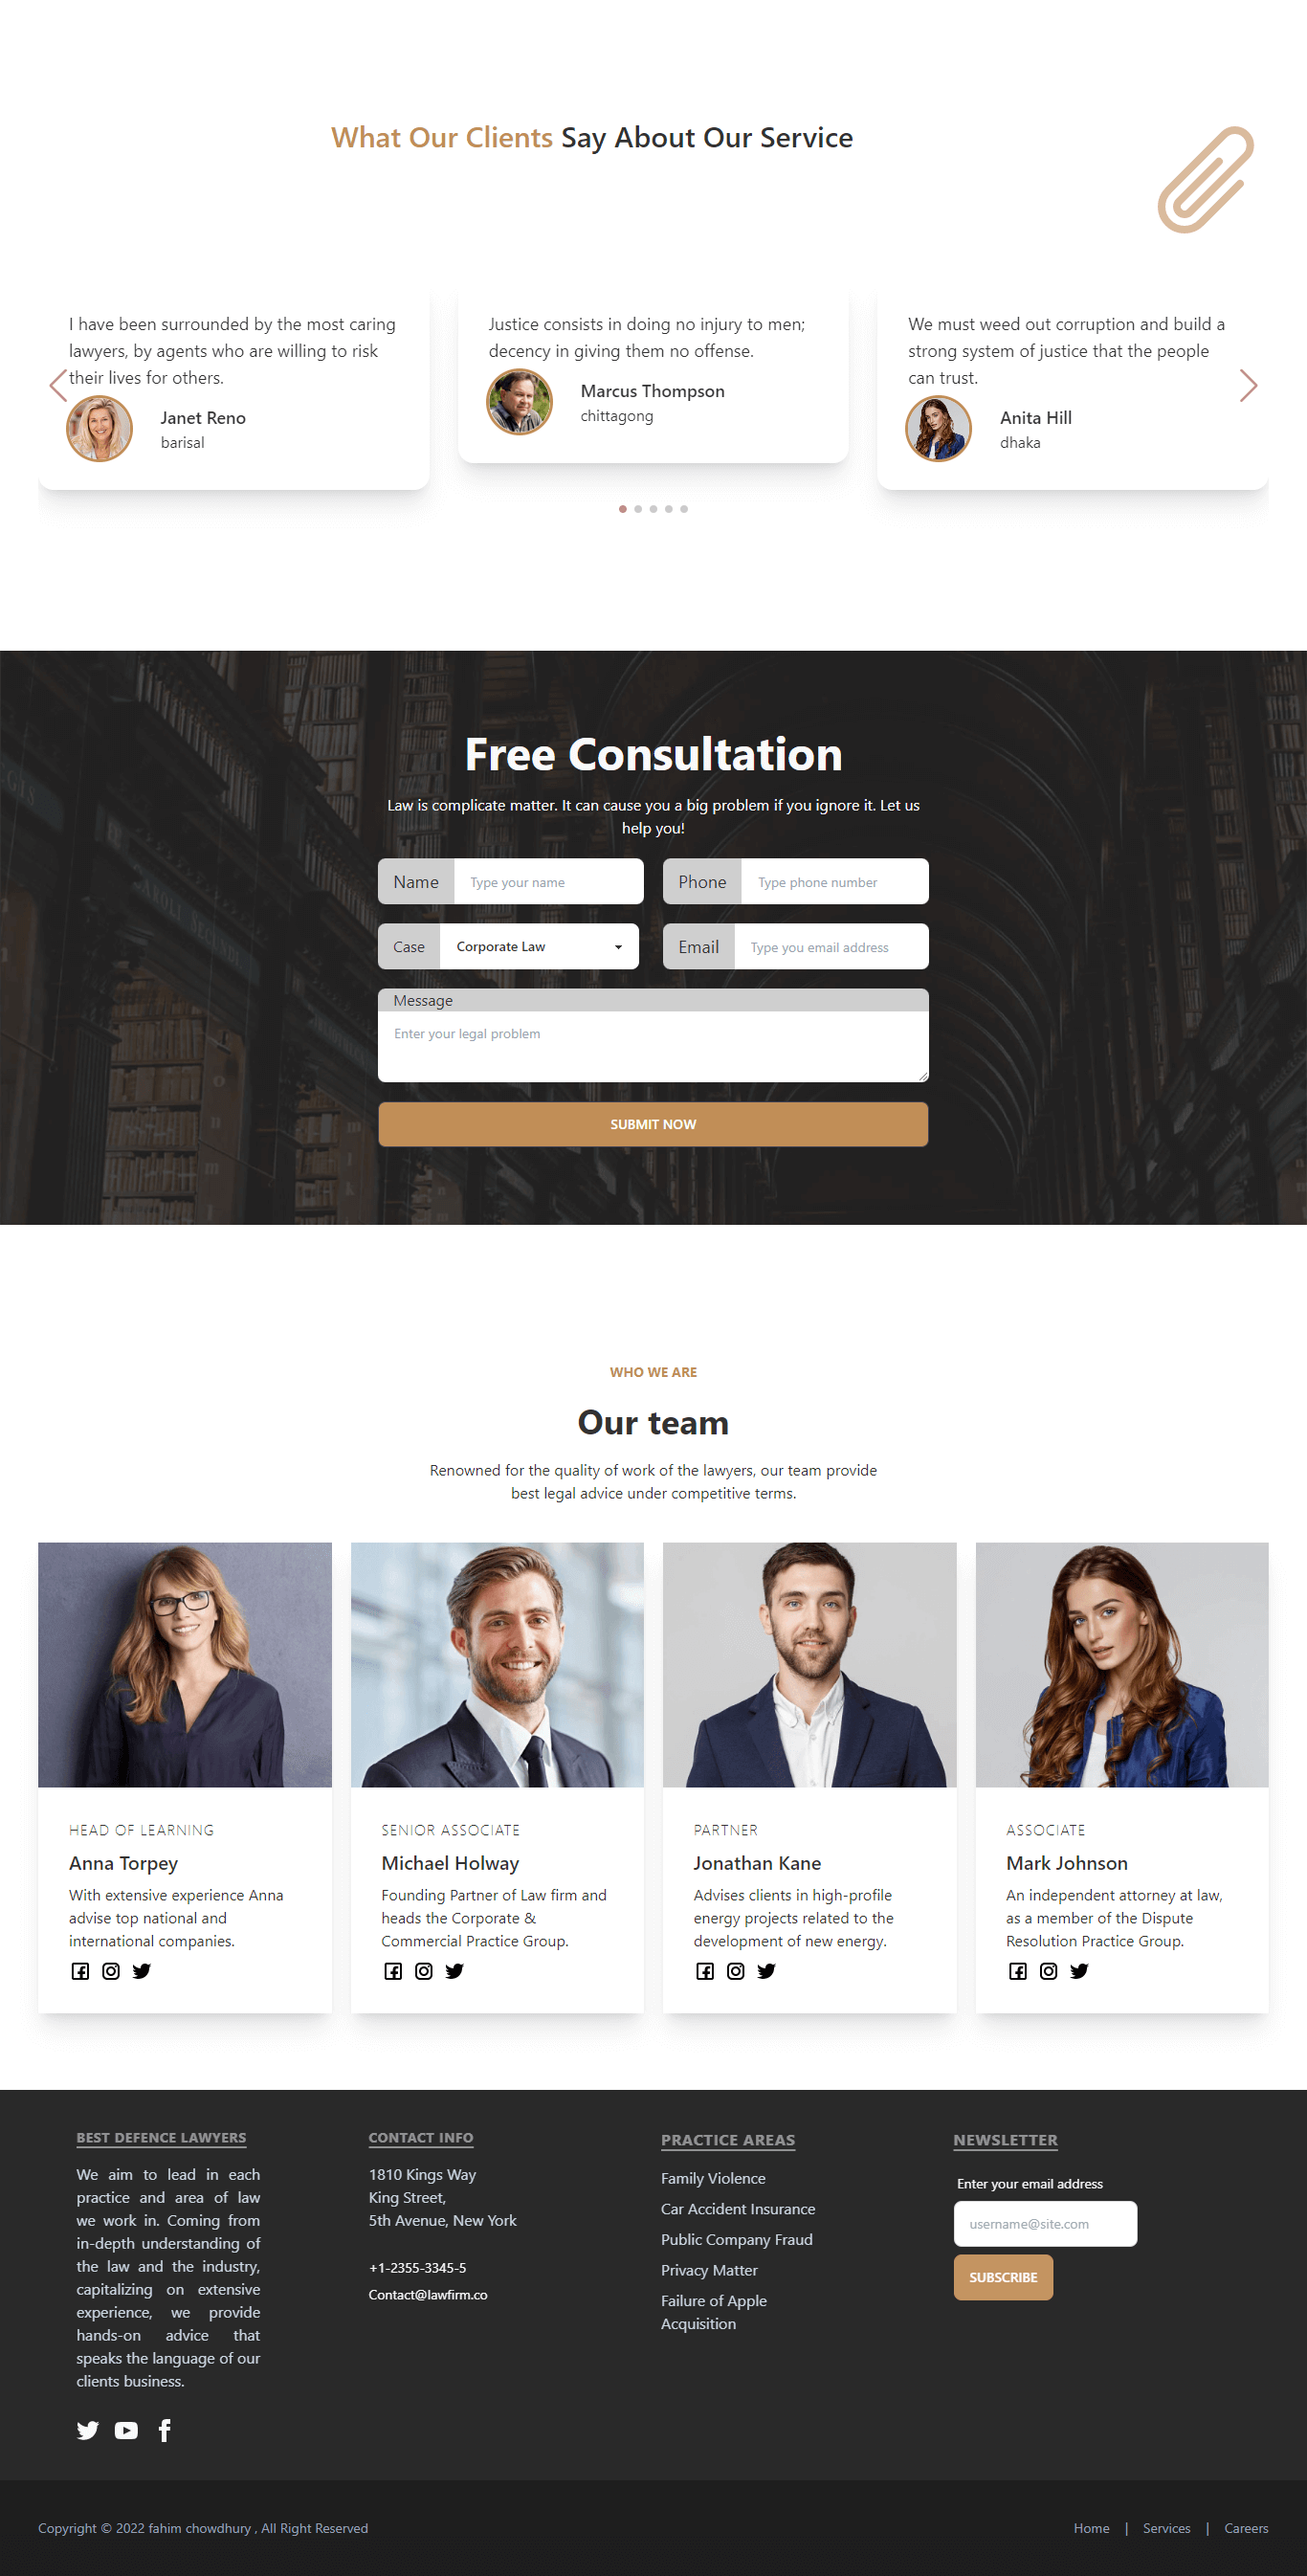 What Our Clients Say About Our Service
I have been surrounded by the most caring
lawyers, by agents who are willing to risk
their lives for others.
Janet Reno
barisal
Justice consists in doing no injury to men;
decency in giving them no offense.
Marcus Thompson
chittagong
We must weed out corruption and build a
strong system of justice that the people
can trust.
Anita Hill
dhaka
Free Consultation
Law is complicate matter. It can cause you a big problem if you ignore it. Let us
help you!
Name Type your name
Phone Type phone number
Case Corporate Law
Email Type you email address
Message
Enter your legal problem
SUBMIT NOW
WHO WE ARE
Our team
Renowned for the quality of work of the lawyers, our team provide
best legal advice under competitive terms.
HEAD OF LEARNING
Anna Torpey
With extensive experience Anna
advise top national and
international companies.
SENIOR ASSOCIATE
Michael Holway
Founding Partner of Law firm and
heads the Corporate &
Commercial Practice Group.
PARTNER
Jonathan Kane
Advises clients in high-profile
energy projects related to the
development of new energy.
ASSOCIATE
Mark Johnson
An independent attorney at law,
as a member of the Dispute
Resolution Practice Group.
BEST DEFENCE LAWYERS
We aim to lead in each
practice and area of law
we work in. Coming from
in-depth understanding of
the law and the industry,
capitalizing on extensive
experience, we provide
hands-on advice that
speaks the language of our
clients business.
CONTACT INFO
1810 Kings Way
King Street,
5th Avenue, New York
+1-2355-3345-5
Contact@lawfirm.co
PRACTICE AREAS
Family Violence
Car Accident Insurance
Public Company Fraud
Privacy Matter
Failure of Apple
Acquisition
NEWSLETTER
Enter your email address
username@site.com
SUBSCRIBE
Copyright © 2022 fahim chowdhury , All Right Reserved
Home | Services | Careers